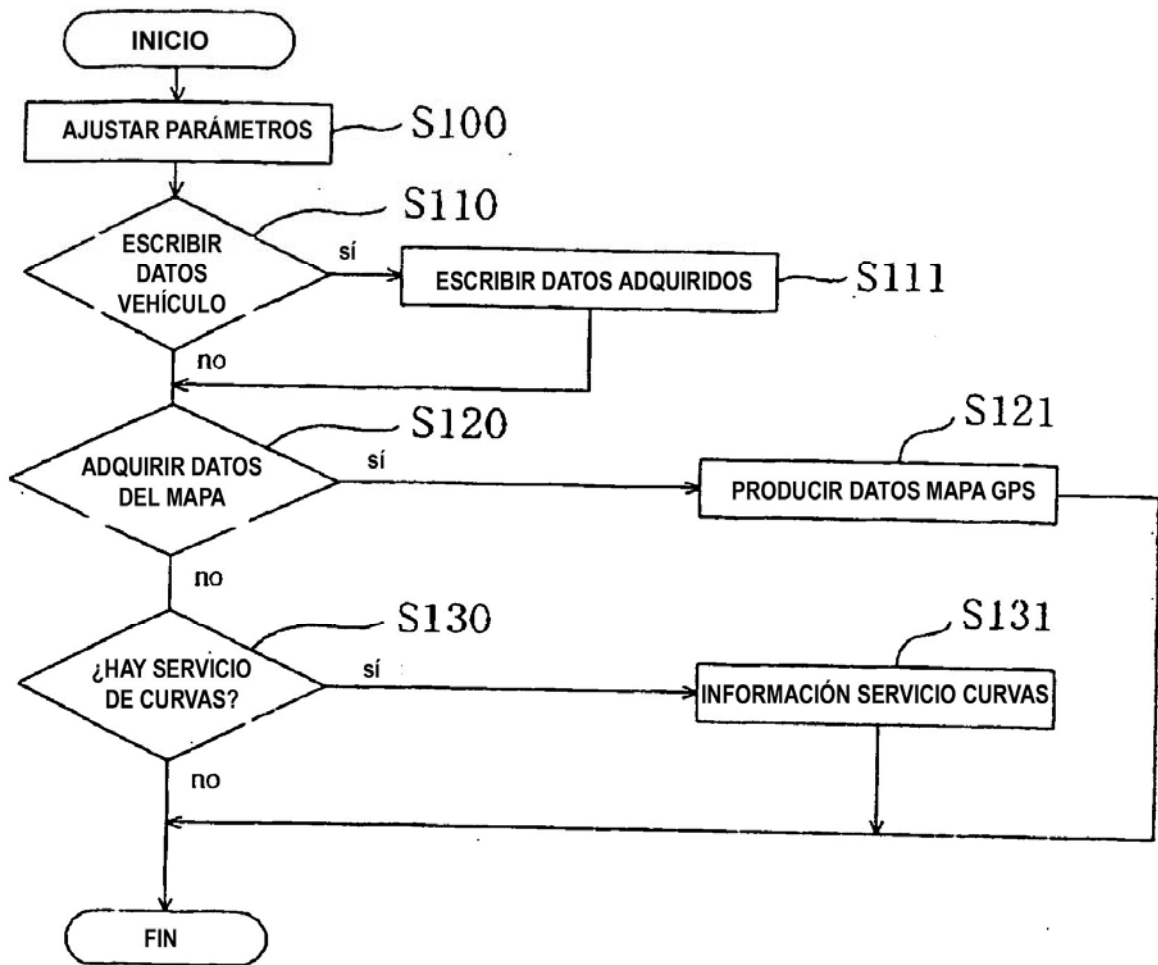 INICIO
AJUSTAR PARÁMETROS
S100
S110
ESCRIBIR
DATOS
VEHÍCULO
sí
ESCRIBIR DATOS ADQUIRIDOS
S111
no
S120
S121
ADQUIRIR DATOS
DEL MAPA
sí
PRODUCIR DATOS MAPA GPS
no
S130
S131
¿HAY SERVICIO
DE CURVAS?
sí
INFORMACIÓN SERVICIO CURVAS
no
FIN